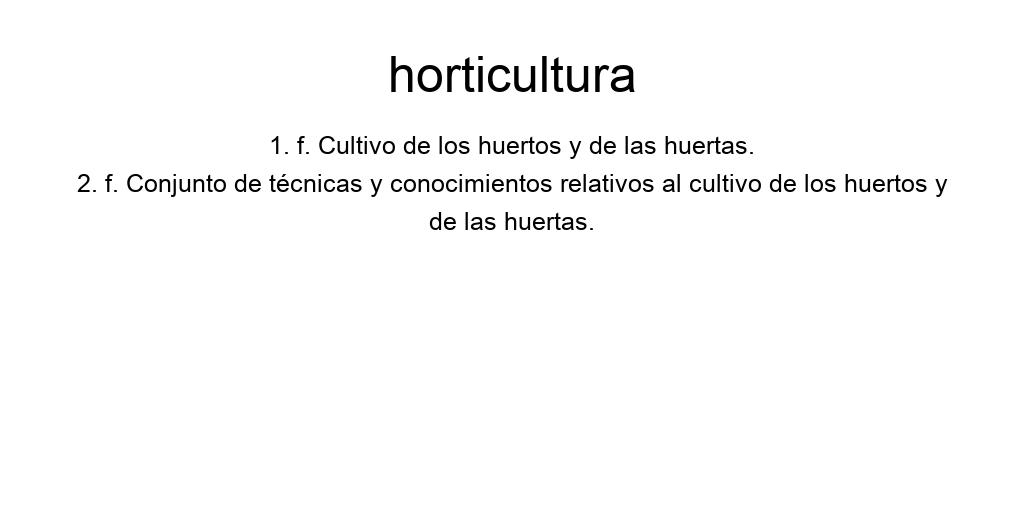 horticultura
1. f. Cultivo de los huertos y de las huertas.
2. f. Conjunto de técnicas y conocimientos relativos al cultivo de los huertos y
de las huertas.